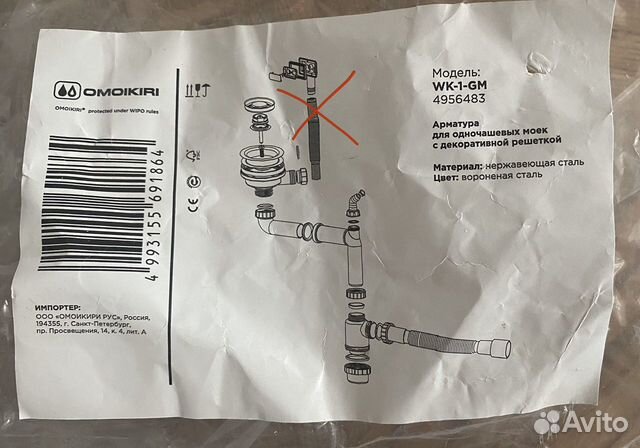 OMOIKIRI
OMOIKIRI® protected under WIPO rules
4 993155 691864
CE
Модель:
WK-1-GM
4956483
Арматура
для одночашевых моек
с декоративной решеткой
Материал: нержавеющая сталь
Цвет: вороненая сталь
ИМПОРТЕР:
ООО «ОМОИКИРИ РУС», Россия,
194355, г. Санкт-Петербург,
пр. Просвещения, 14, к. 4, лит. А
Avito